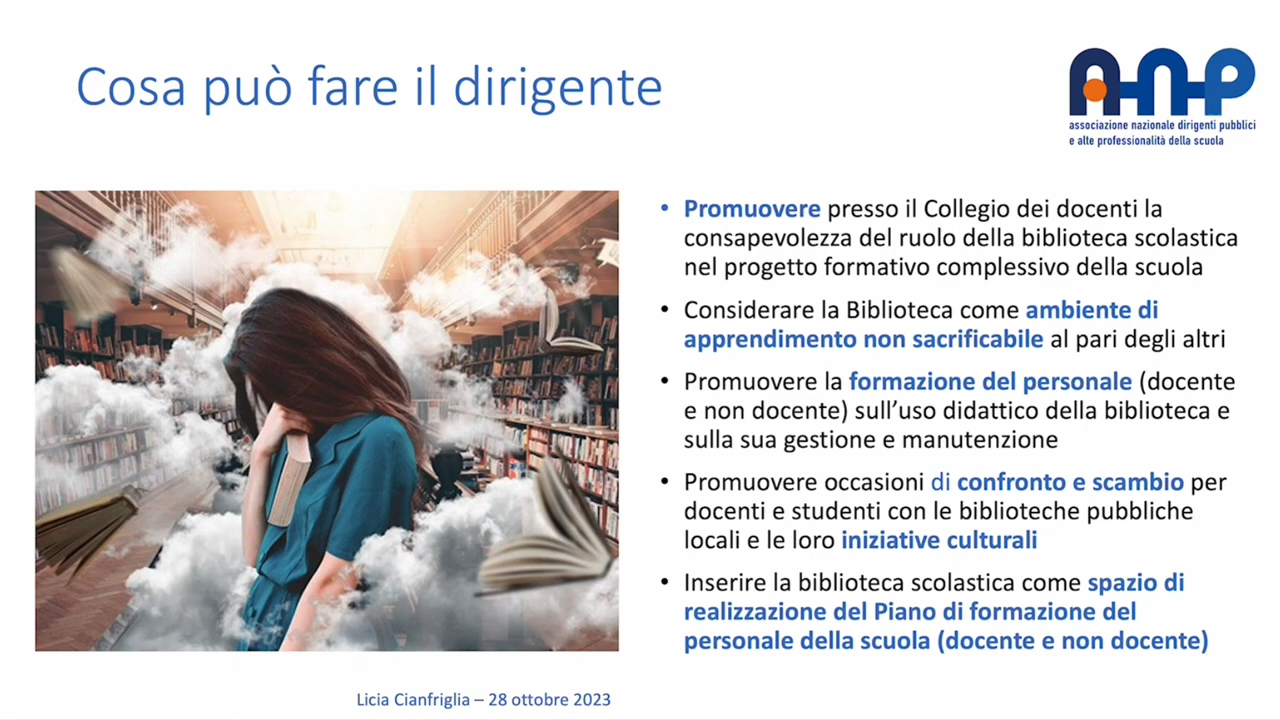 Cosa può fare il dirigente
ANP
associazione nazionale dirigenti pubblici
e alte professionalità della scuola
• Promuovere presso il Collegio dei docenti la
consapevolezza del ruolo della biblioteca scolastica
nel progetto formativo complessivo della scuola
• Considerare la Biblioteca come ambiente di
apprendimento non sacrificabile al pari degli altri
• Promuovere la formazione del personale (docente
e non docente) sull’uso didattico della biblioteca e
sulla sua gestione e manutenzione
• Promuovere occasioni di confronto e scambio per
docenti e studenti con le biblioteche pubbliche
locali e le loro iniziative culturali
• Inserire la biblioteca scolastica come spazio di
realizzazione del Piano di formazione del
personale della scuola (docente e non docente)
Licia Cianfriglia – 28 ottobre 2023